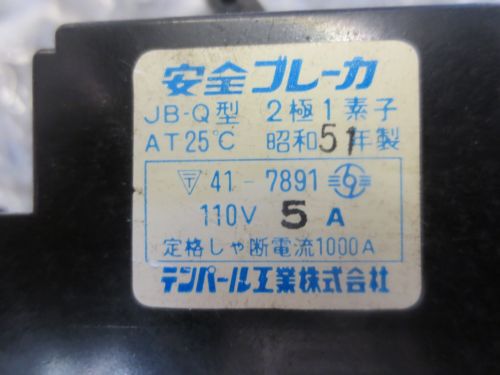 安全ブレーカ
JB-Q型 2極1素子
AT25℃ 昭和51年製
41-7891
110V 5A
定格しゃ断電流1000A
テンパール工業株式会社